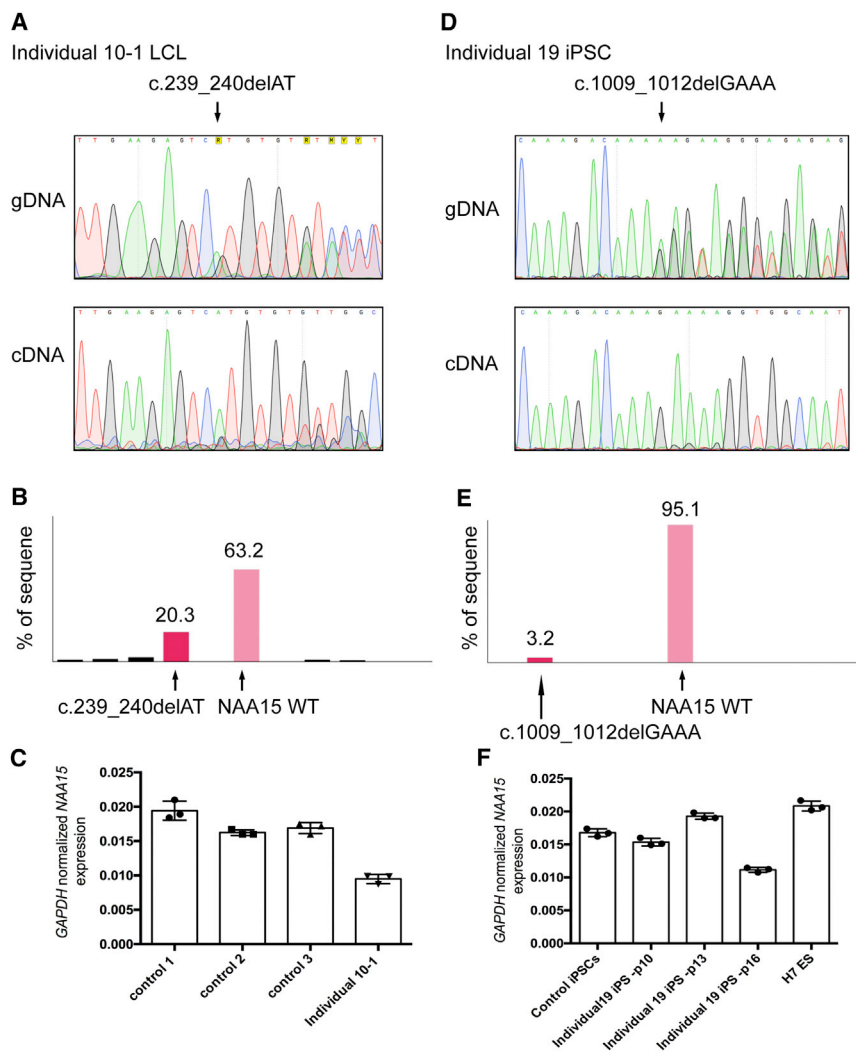 A
Individual 10-1 LCL
c.239_240delAT
gDNA
T T G A A G A G T C R T G T G T R T M Y Y T
cDNA
T T G A A G A G T C A T G T G T G T T G G C
B
% of sequene
20.3
63.2
c.239_240delAT
NAA15 WT
C
GAPDH normalized NAA15
expression
0.025
0.020
0.015
0.010
0.005
0.000
control 1
control 2
control 3
Individual 10-1
D
Individual 19 iPSC
c.1009_1012delGAAA
gDNA
C A A A G A C A A A A A G A A G G G A G A G A G
cDNA
C A A A G A C A A A G A A A A G G T G G C A A T
E
% of sequene
3.2
95.1
NAA15 WT
c.1009_1012delGAAA
F
GAPDH normalized NAA15
expression
0.025
0.020
0.015
0.010
0.005
0.000
Control iPSCs
Individual19 iPS -p10
Individual 19 iPS -p13
Individual 19 iPS -p16
H7 ES